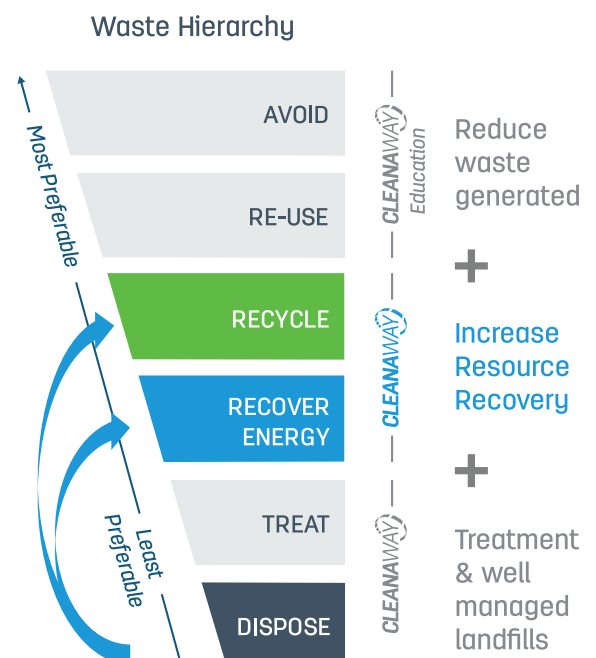 Waste Hierarchy
Most Preferable
AVOID
CLEANAWAY
Education
Reduce
waste
generated
RE-USE
+
RECYCLE
CLEANAWAY
Increase
Resource
Recovery
RECOVER
ENERGY
+
TREAT
Least
Preferable
CLEANAWAY
Treatment
& well
managed
landfills
DISPOSE